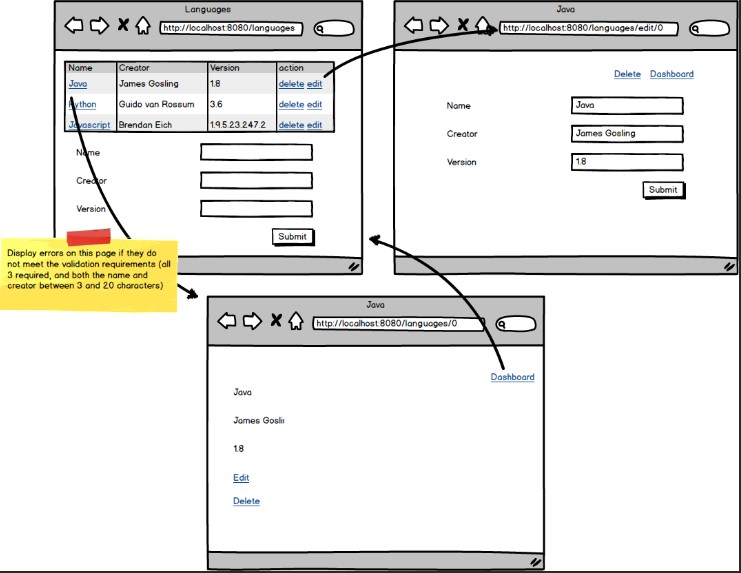 Languages
http://localhost:8080/languages
Name Creator Version action
Java James Gosling 1.8 delete edit
Python Guido van Rossum 3.6 delete edit
Javascript Brendan Eich 1.9.5.23.247.2 delete edit
Name
Creator
Version
Submit
Display errors on this page if they do
not meet the validation requirements (all
3 required, and both the name and
creator between 3 and 20 characters)
Java
http://localhost:8080/languages/edit/0
Delete Dashboard
Name Java
Creator James Gosling
Version 1.8
Submit
Java
http://localhost:8080/languages/0
Dashboard
Java
James Gosli
1.8
Edit
Delete